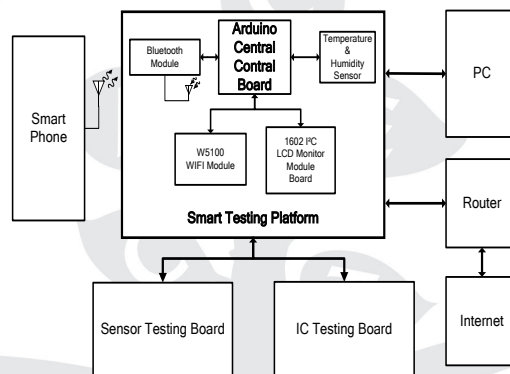 Smart
Phone
Bluetooth
Module
Arduino
Central
Contral
Board
Temperature
&
Humidity
Sensor
W5100
WIFI Module
1602 I²C
LCD Monitor
Module
Board
Smart Testing Platform
PC
Router
Internet
Sensor Testing Board
IC Testing Board